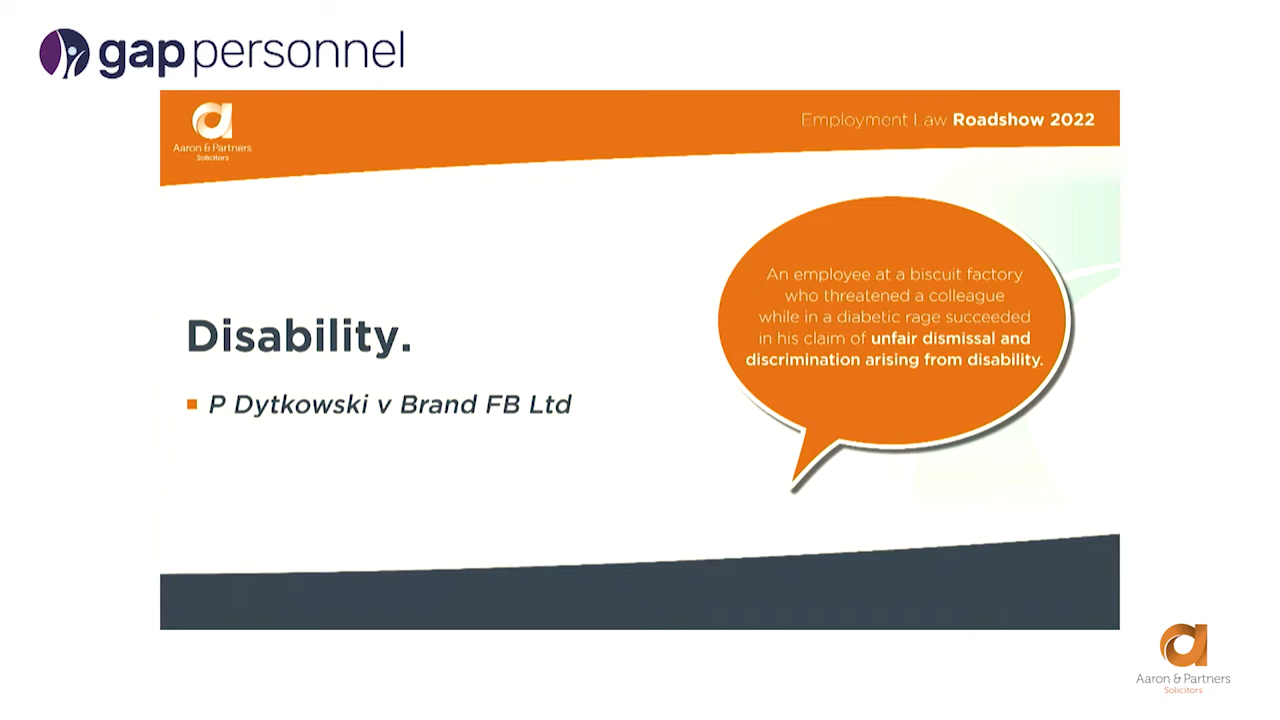 gap personnel
Aaron & Partners
Solicitors
Employment Law Roadshow 2022
Disability.
P Dytkowski v Brand FB Ltd
An employee at a biscuit factory
who threatened a colleague
while in a diabetic rage succeeded
in his claim of unfair dismissal and
discrimination arising from disability.
Aaron & Partners
Solicitors